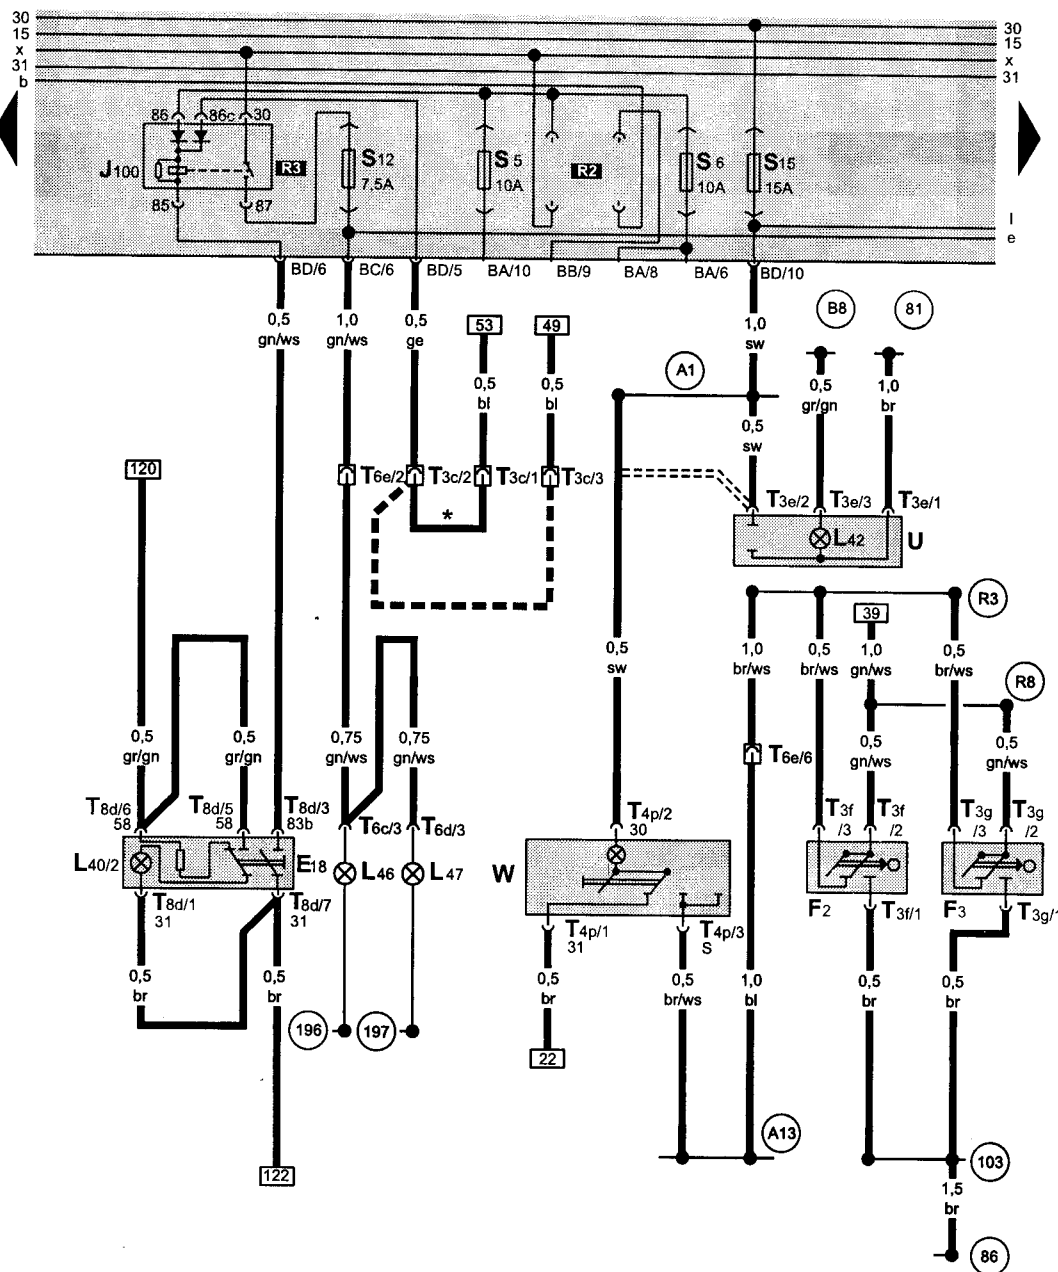 30 30
15 15
x x
31 31
b
86 86c 30
J100 R3 S12 7,5A S5 10A R2 S6 10A S15 15A
85 87
l
e
BD/6 BC/6 BD/5 BA/10 BB/9 BA/8 BA/6 BD/10
0,5 gn/ws
1,0 gn/ws
0,5 ge
53
49
1,0 sw
B8
81
A1
0,5 bl
0,5 bl
0,5 gr/gn
1,0 br
0,5 sw
120
T6e/2 T3c/2 T3c/1 T3c/3
*
T3e/2 T3e/3 T3e/1
L42 U
R3
39
0,5 sw
1,0 br/ws
0,5 br/ws
1,0 gn/ws
0,5 br/ws
R8
0,5 gr/gn
0,5 gr/gn
0,75 gn/ws
0,75 gn/ws
0,5 gn/ws
0,5 gn/ws
T6e/6
T8d/6 58
T8d/5 58
T8d/3 83b
T6c/3 T6d/3
T4p/2 30
T3f /3
T3f /2
T3g /3
T3g /2
L40/2 E18 L46 L47 W
F2 T3f/1 F3 T3g/1
T8d/1 31
T8d/7 31
T4p/1 31
T4p/3 S
0,5 br
0,5 br
0,5 br
0,5 br/ws
1,0 bl
0,5 br
0,5 br
196 197
22
A13
122
103
1,5 br
86